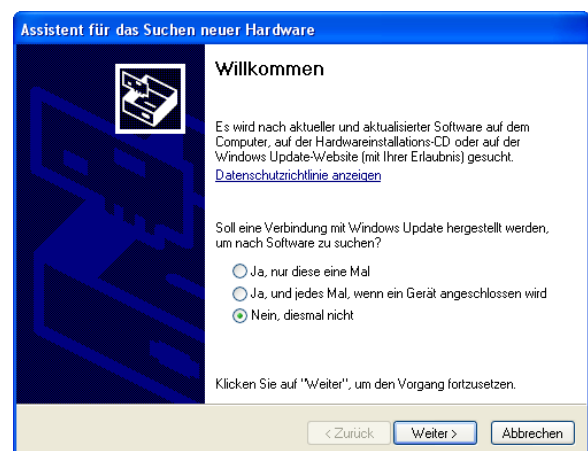 Assistent für das Suchen neuer Hardware
Willkommen
Es wird nach aktueller und aktualisierter Software auf dem
Computer, auf der Hardwareinstallations-CD oder auf der
Windows Update-Website (mit Ihrer Erlaubnis) gesucht.
Datenschutzrichtlinie anzeigen
Soll eine Verbindung mit Windows Update hergestellt werden,
um nach Software zu suchen?
Ja, nur diese eine Mal
Ja, und jedes Mal, wenn ein Gerät angeschlossen wird
Nein, diesmal nicht
Klicken Sie auf "Weiter", um den Vorgang fortzusetzen.
< Zurück Weiter > Abbrechen